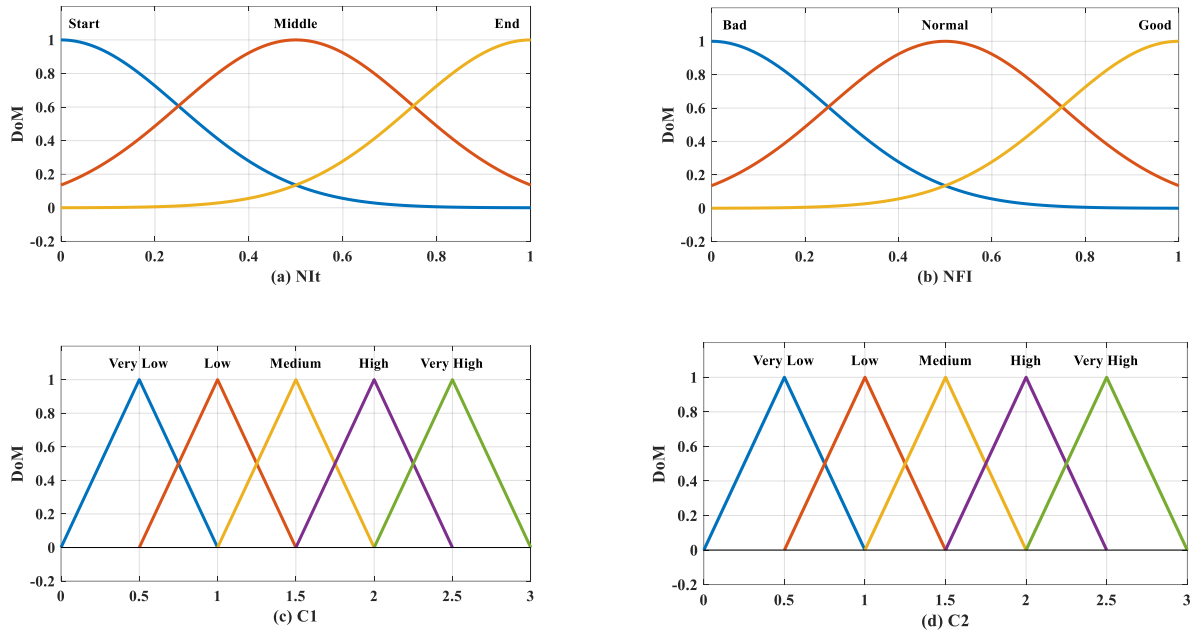 Start Middle End
1
0.8
0.6
0.4
0.2
0
-0.2
DoM
0 0.2 0.4 0.6 0.8 1
(a) NIt
Bad Normal Good
1
0.8
0.6
0.4
0.2
0
-0.2
DoM
0 0.2 0.4 0.6 0.8 1
(b) NFI
Very Low Low Medium High Very High
1
0.8
0.6
0.4
0.2
0
-0.2
DoM
0 0.5 1 1.5 2 2.5 3
(c) C1
Very Low Low Medium High Very High
1
0.8
0.6
0.4
0.2
0
-0.2
DoM
0 0.5 1 1.5 2 2.5 3
(d) C2